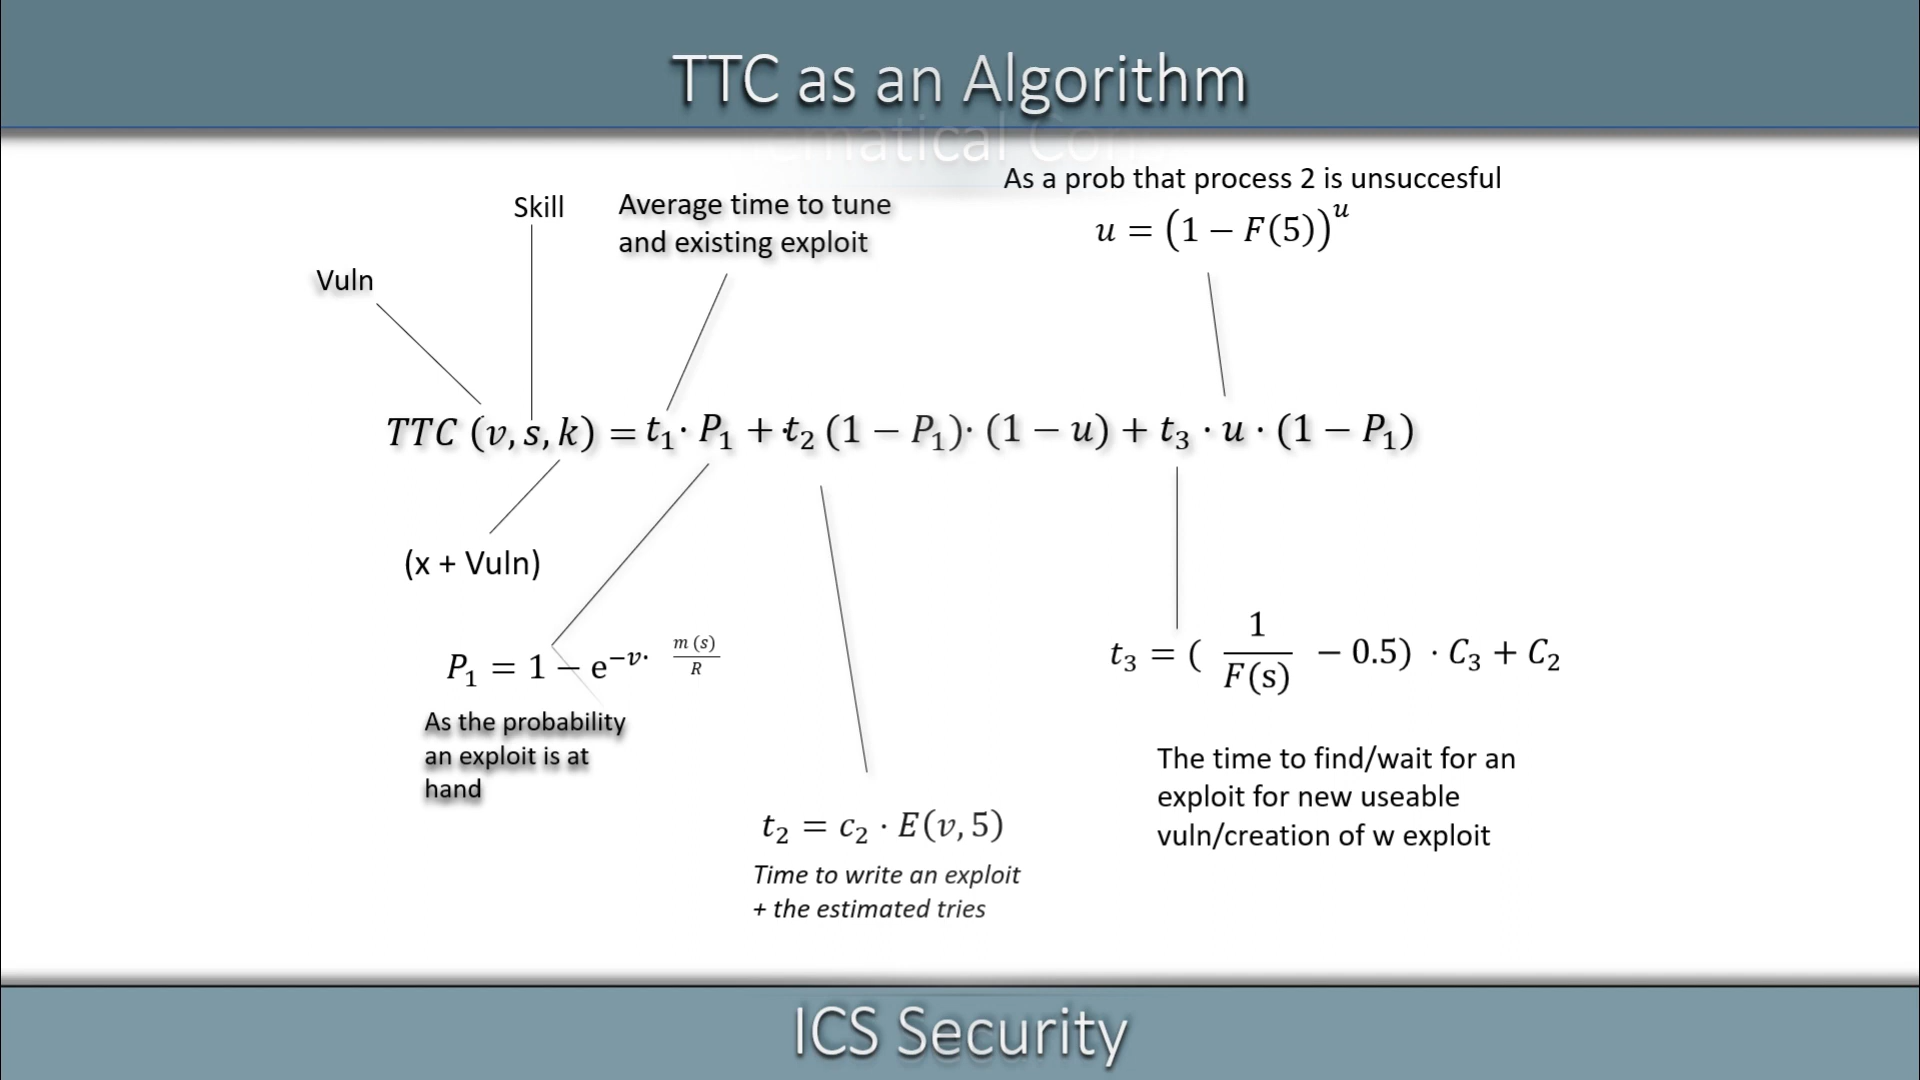 TTC as an Algorithm
As a prob that process 2 is unsuccesful
u = (1 − F(5))^u
Skill
Average time to tune
and existing exploit
Vuln
TTC (v, s, k) = t₁· P₁ + t₂ (1 − P₁)· (1 − u) + t₃ · u · (1 − P₁)
(x + Vuln)
P₁ = 1 − e^−v· m (s)/R
As the probability
an exploit is at
hand
t₃ = ( 1/F(s) − 0.5) · C₃ + C₂
The time to find/wait for an
exploit for new useable
vuln/creation of w exploit
t₂ = c₂ · E(v, 5)
Time to write an exploit
+ the estimated tries
ICS Security